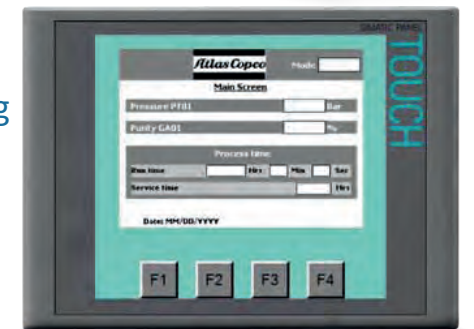 SIMATIC PANEL
TOUCH
Atlas Copco Mode
Main Screen
Pressure PT01 Bar
Purity GA01 %
Process time
Run time Hrs Min Sec
Service time Hrs
Date: MM/DD/YYYY
F1 F2 F3 F4
g